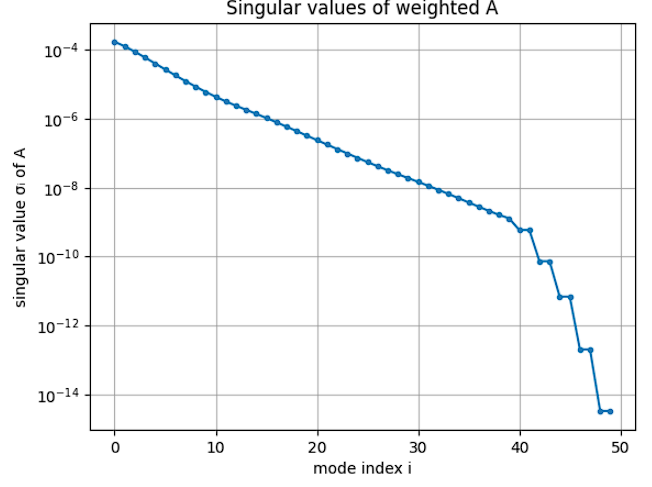 Singular values of weighted A
10⁻⁴
10⁻⁶
10⁻⁸
10⁻¹⁰
10⁻¹²
10⁻¹⁴
singular value σᵢ of A
0 10 20 30 40 50
mode index i